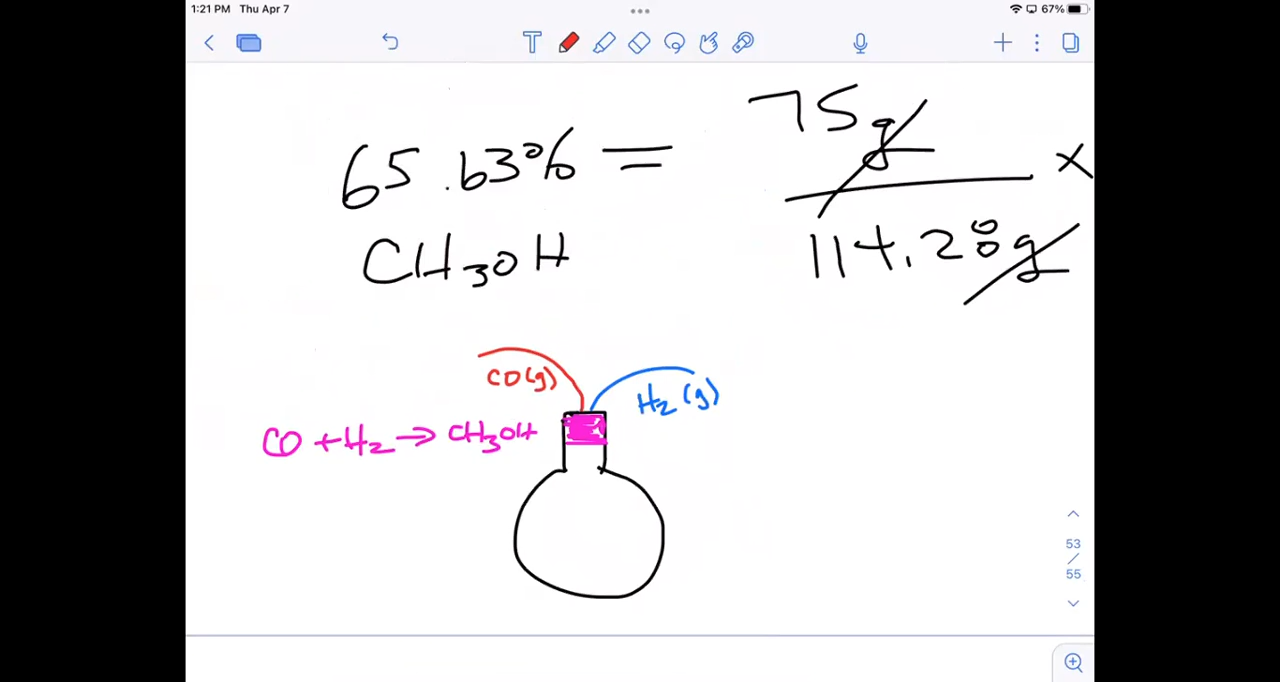 1:21 PM Thu Apr 7
67%
65.63% = 75g ×
CH₃OH 114.28g
CO(g)
H₂(g)
CO + H₂ → CH₃OH
53
/
55